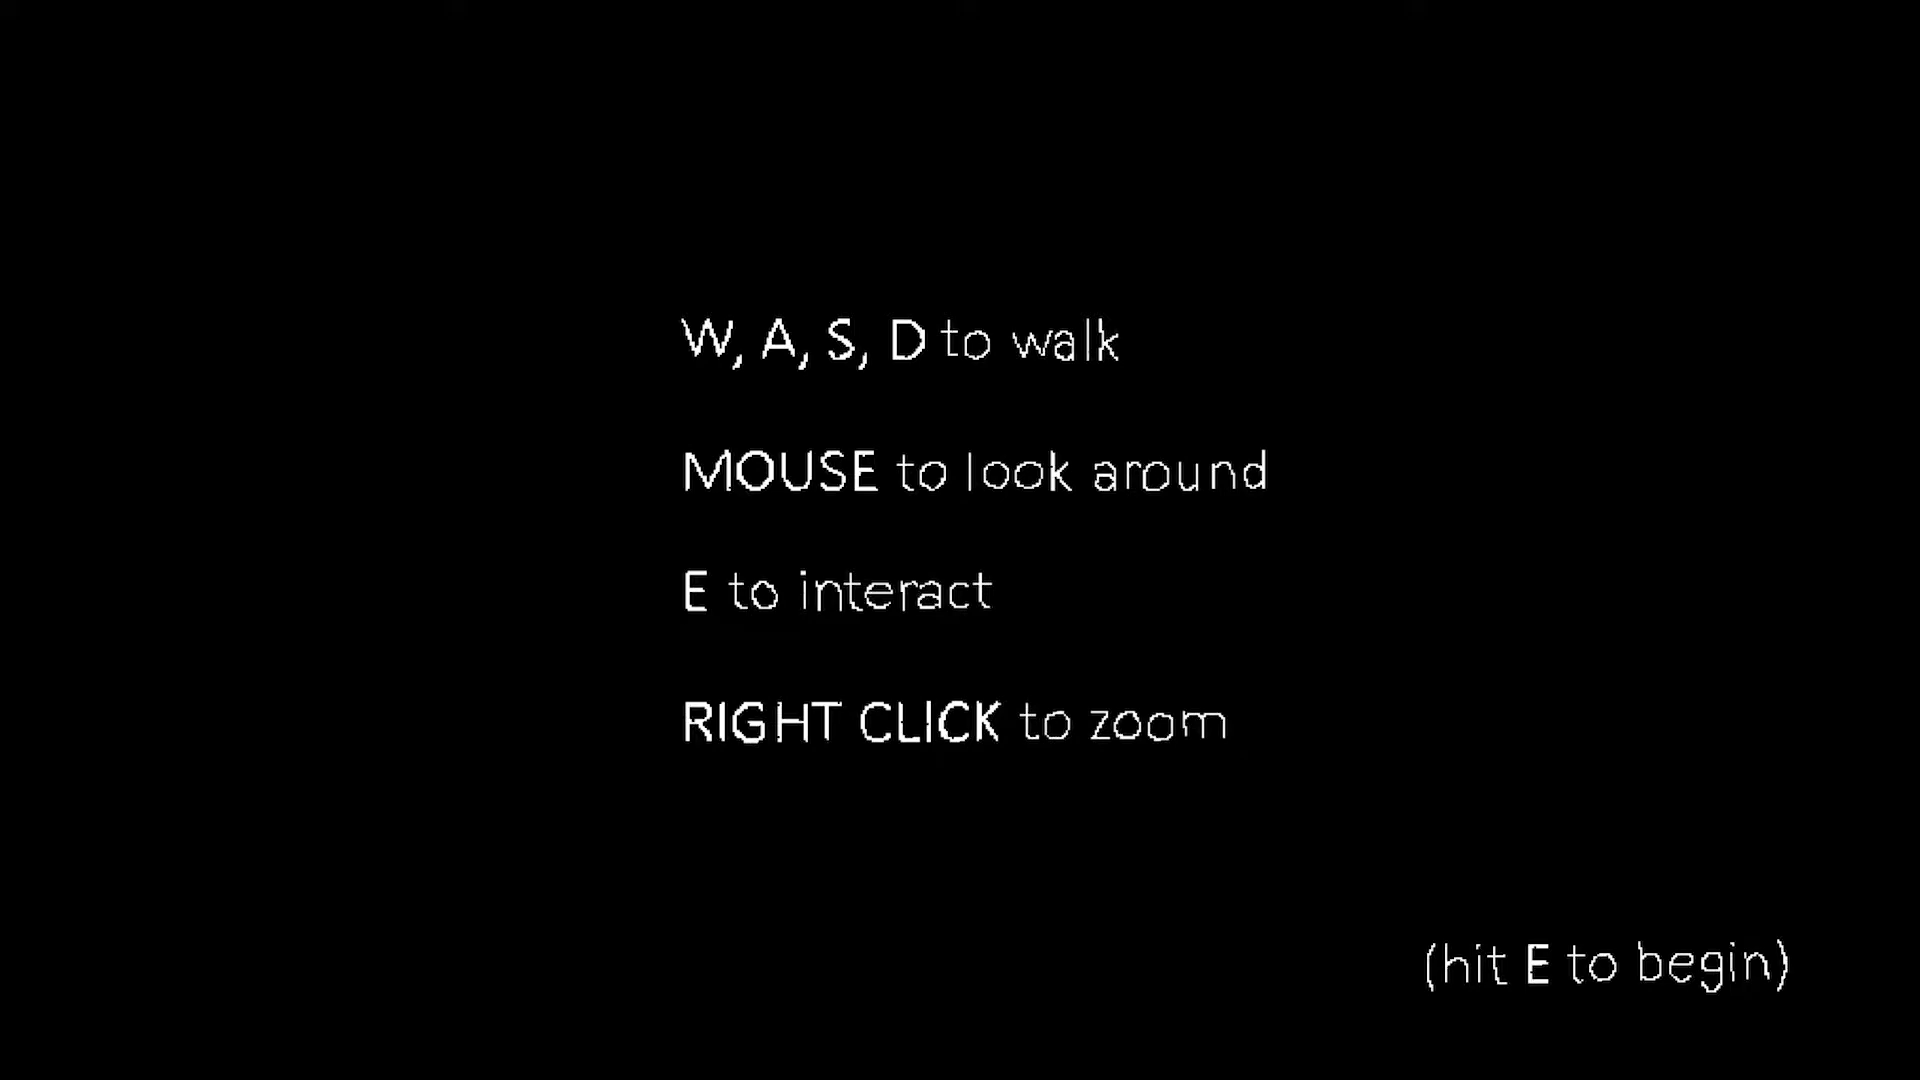 W, A, S, D to walk
MOUSE to look around
E to interact
RIGHT CLICK to zoom
(hit E to begin)